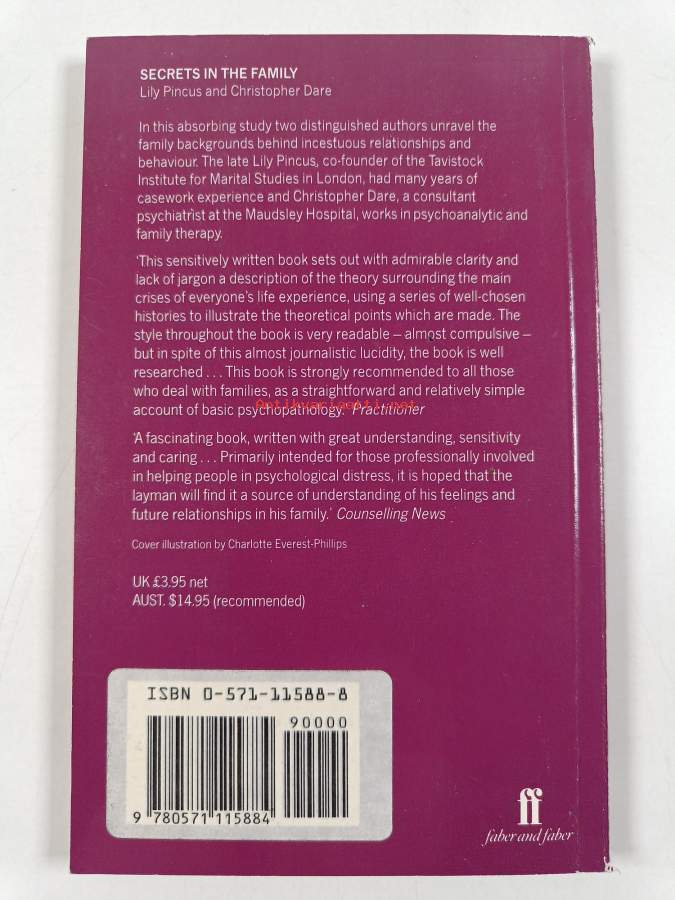 SECRETS IN THE FAMILY
Lily Pincus and Christopher Dare
In this absorbing study two distinguished authors unravel the
family backgrounds behind incestuous relationships and
behaviour. The late Lily Pincus, co-founder of the Tavistock
Institute for Marital Studies in London, had many years of
casework experience and Christopher Dare, a consultant
psychiatrist at the Maudsley Hospital, works in psychoanalytic and
family therapy.
‘This sensitively written book sets out with admirable clarity and
lack of jargon a description of the theory surrounding the main
crises of everyone’s life experience, using a series of well-chosen
histories to illustrate the theoretical points which are made. The
style throughout the book is very readable – almost compulsive –
but in spite of this almost journalistic lucidity, the book is well
researched . . . This book is strongly recommended to all those
who deal with families, as a straightforward and relatively simple
account of basic psychopathology.’ Practitioner
Antikvariaatti.net
‘A fascinating book, written with great understanding, sensitivity
and caring . . . Primarily intended for those professionally involved
in helping people in psychological distress, it is hoped that the
layman will find it a source of understanding of his feelings and
future relationships in his family.’ Counselling News
Cover illustration by Charlotte Everest-Phillips
UK £3.95 net
AUST. $14.95 (recommended)
ISBN 0-571-11588-8
90000
9 780571 115884
ff
faber and faber